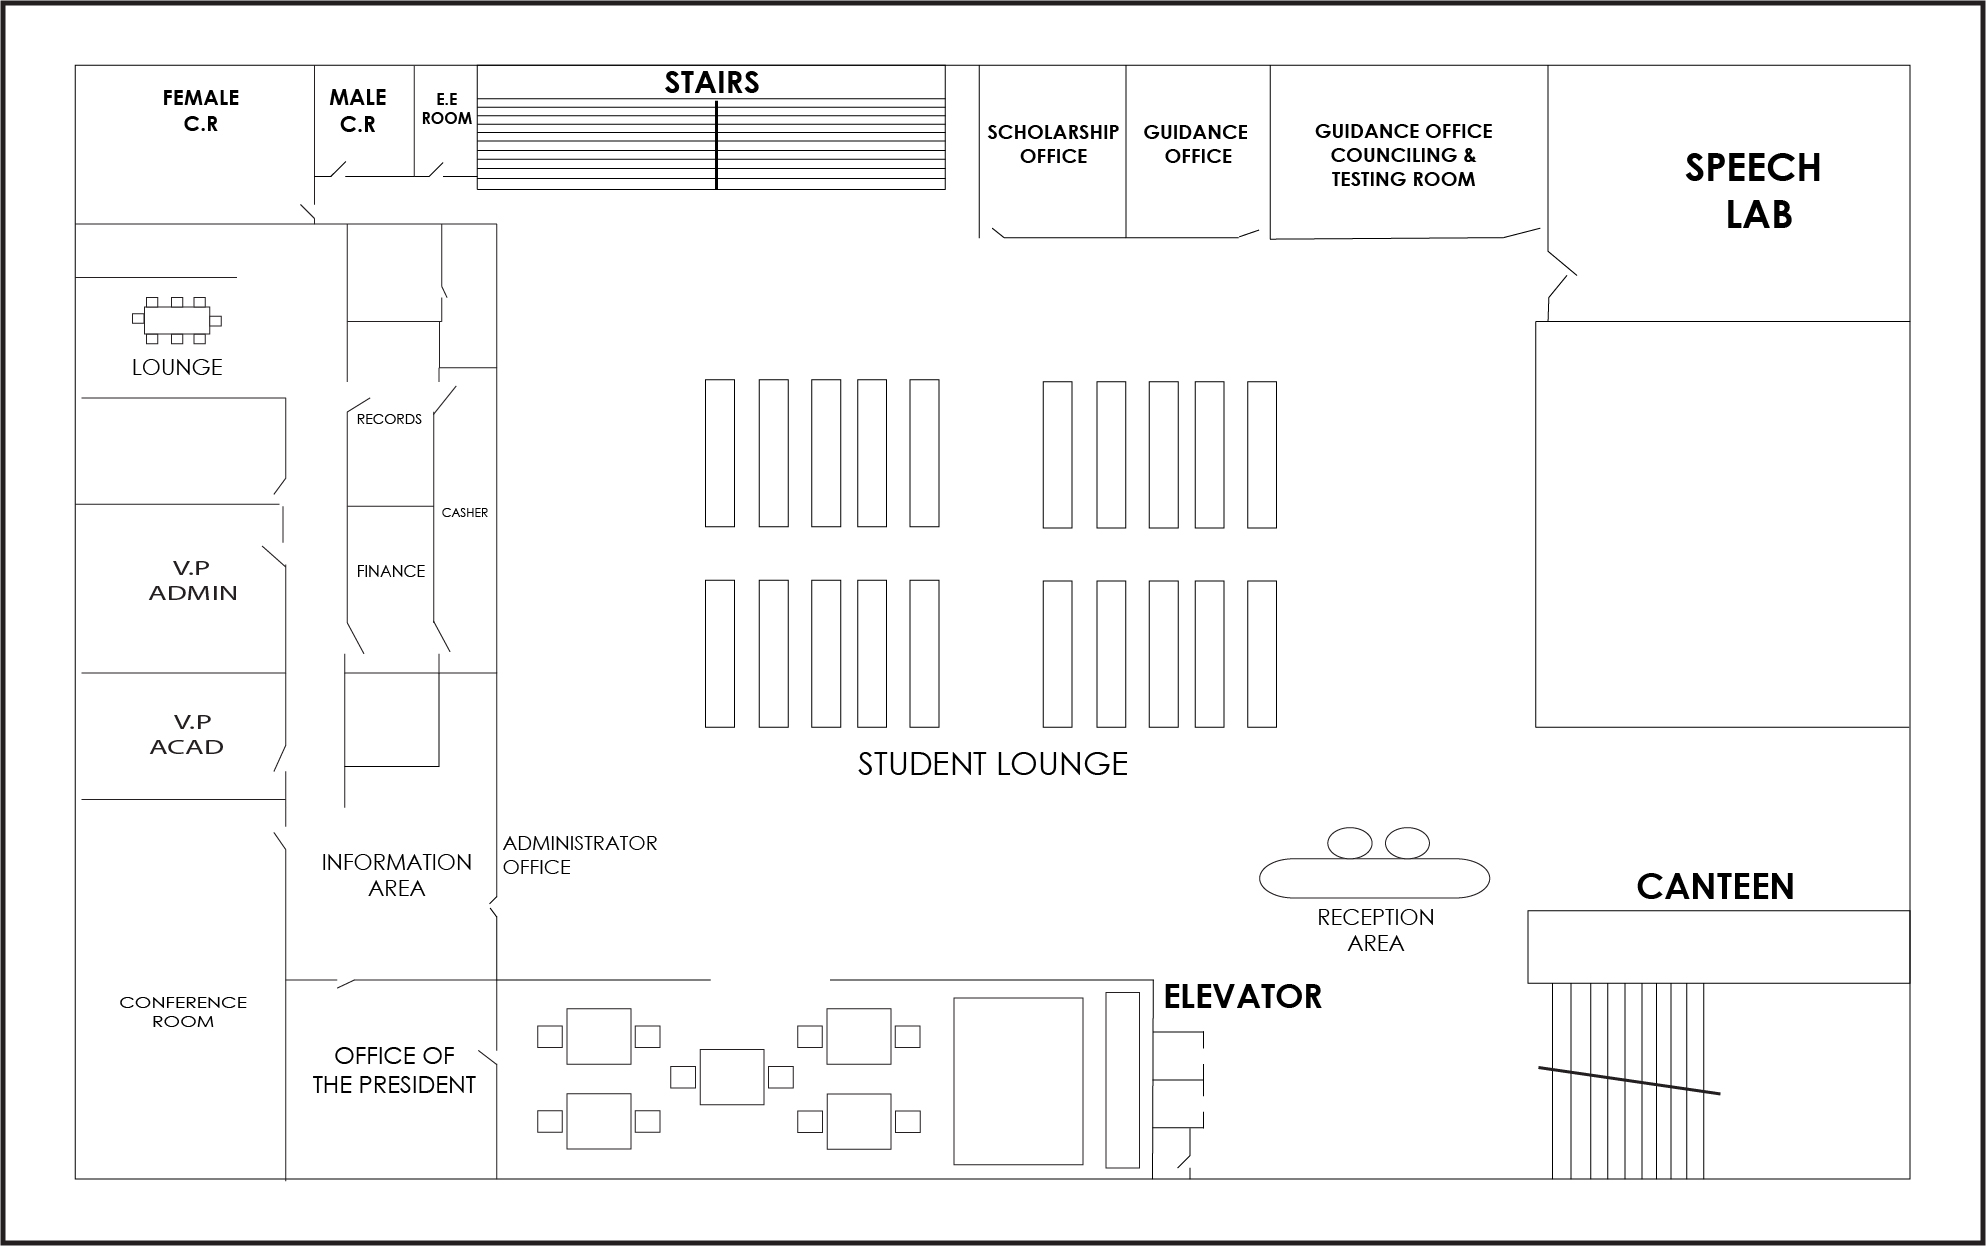 FEMALE
C.R
MALE
C.R
E.E
ROOM
STAIRS
SCHOLARSHIP
OFFICE
GUIDANCE
OFFICE
GUIDANCE OFFICE
COUNCILING &
TESTING ROOM
SPEECH
LAB
LOUNGE
RECORDS
CASHER
FINANCE
V.P
ADMIN
V.P
ACAD
STUDENT LOUNGE
INFORMATION
AREA
ADMINISTRATOR
OFFICE
RECEPTION
AREA
CANTEEN
CONFERENCE
ROOM
OFFICE OF
THE PRESIDENT
ELEVATOR